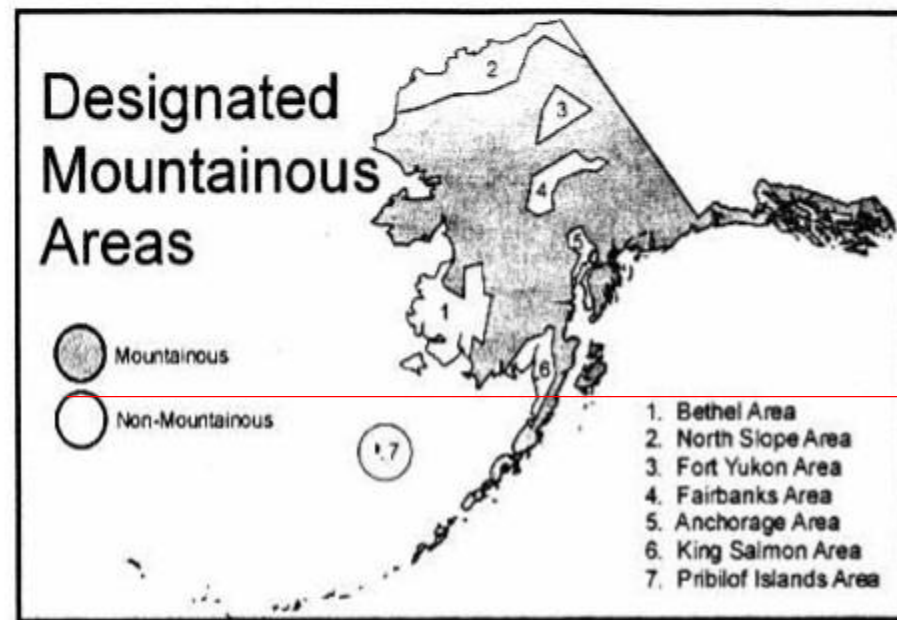 Designated
Mountainous
Areas
2
3
4
5
1
6
7
Mountainous
Non-Mountainous
1. Bethel Area
2. North Slope Area
3. Fort Yukon Area
4. Fairbanks Area
5. Anchorage Area
6. King Salmon Area
7. Pribilof Islands Area